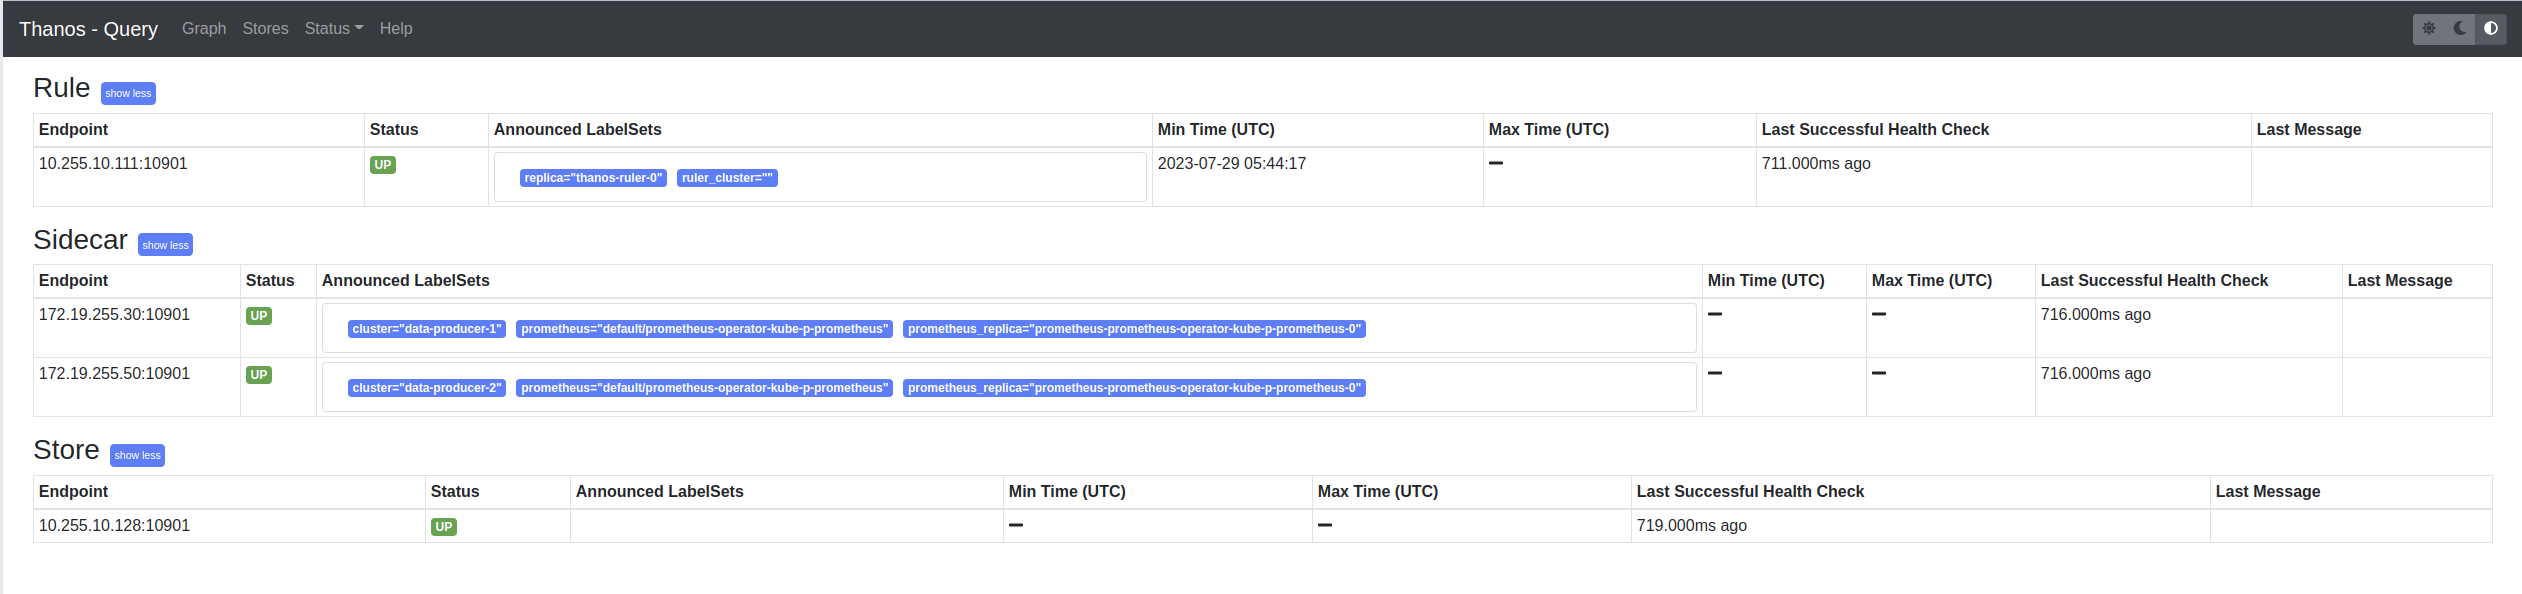 Thanos - Query Graph Stores Status Help
Rule show less
Endpoint Status Announced LabelSets Min Time (UTC) Max Time (UTC) Last Successful Health Check Last Message
10.255.10.111:10901 UP replica="thanos-ruler-0" ruler_cluster="" 2023-07-29 05:44:17 — 711.000ms ago
Sidecar show less
Endpoint Status Announced LabelSets Min Time (UTC) Max Time (UTC) Last Successful Health Check Last Message
172.19.255.30:10901 UP cluster="data-producer-1" prometheus="default/prometheus-operator-kube-p-prometheus" prometheus_replica="prometheus-prometheus-operator-kube-p-prometheus-0" — — 716.000ms ago
172.19.255.50:10901 UP cluster="data-producer-2" prometheus="default/prometheus-operator-kube-p-prometheus" prometheus_replica="prometheus-prometheus-operator-kube-p-prometheus-0" — — 716.000ms ago
Store show less
Endpoint Status Announced LabelSets Min Time (UTC) Max Time (UTC) Last Successful Health Check Last Message
10.255.10.128:10901 UP — — 719.000ms ago